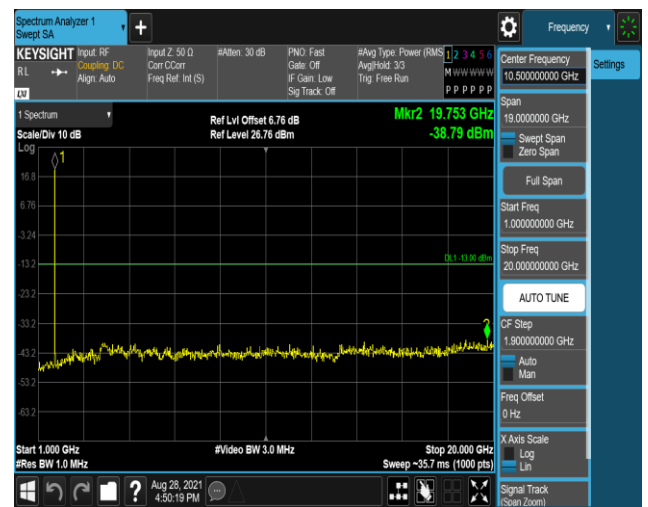 Spectrum Analyzer 1
Swept SA
Frequency
KEYSIGHT
RL
Input: RF
Coupling: DC
Align: Auto
Input Z: 50 Ω
Corr CCorr
Freq Ref: Int (S)
#Atten: 30 dB
PNO: Fast
Gate: Off
IF Gain: Low
Sig Track: Off
#Avg Type: Power (RMS
Avg|Hold: 3/3
Trig: Free Run
1 2 3 4 5 6
M W W W W W
P P P P P P
1 Spectrum
Scale/Div 10 dB
Ref Lvl Offset 6.76 dB
Ref Level 26.76 dBm
Mkr2 19.753 GHz
-38.79 dBm
Log
1
16.8
6.76
-3.24
-13.2
DL1 -13.00 dBm
-23.2
-33.2
2
-43.2
-53.2
-63.2
Start 1.000 GHz
#Res BW 1.0 MHz
#Video BW 3.0 MHz
Stop 20.000 GHz
Sweep ~35.7 ms (1000 pts)
?
Aug 28, 2021
4:50:19 PM
Center Frequency
10.500000000 GHz
Settings
Span
19.0000000 GHz
Swept Span
Zero Span
Full Span
Start Freq
1.000000000 GHz
Stop Freq
20.000000000 GHz
AUTO TUNE
CF Step
1.900000000 GHz
Auto
Man
Freq Offset
0 Hz
X Axis Scale
Log
Lin
Signal Track
(Span Zoom)